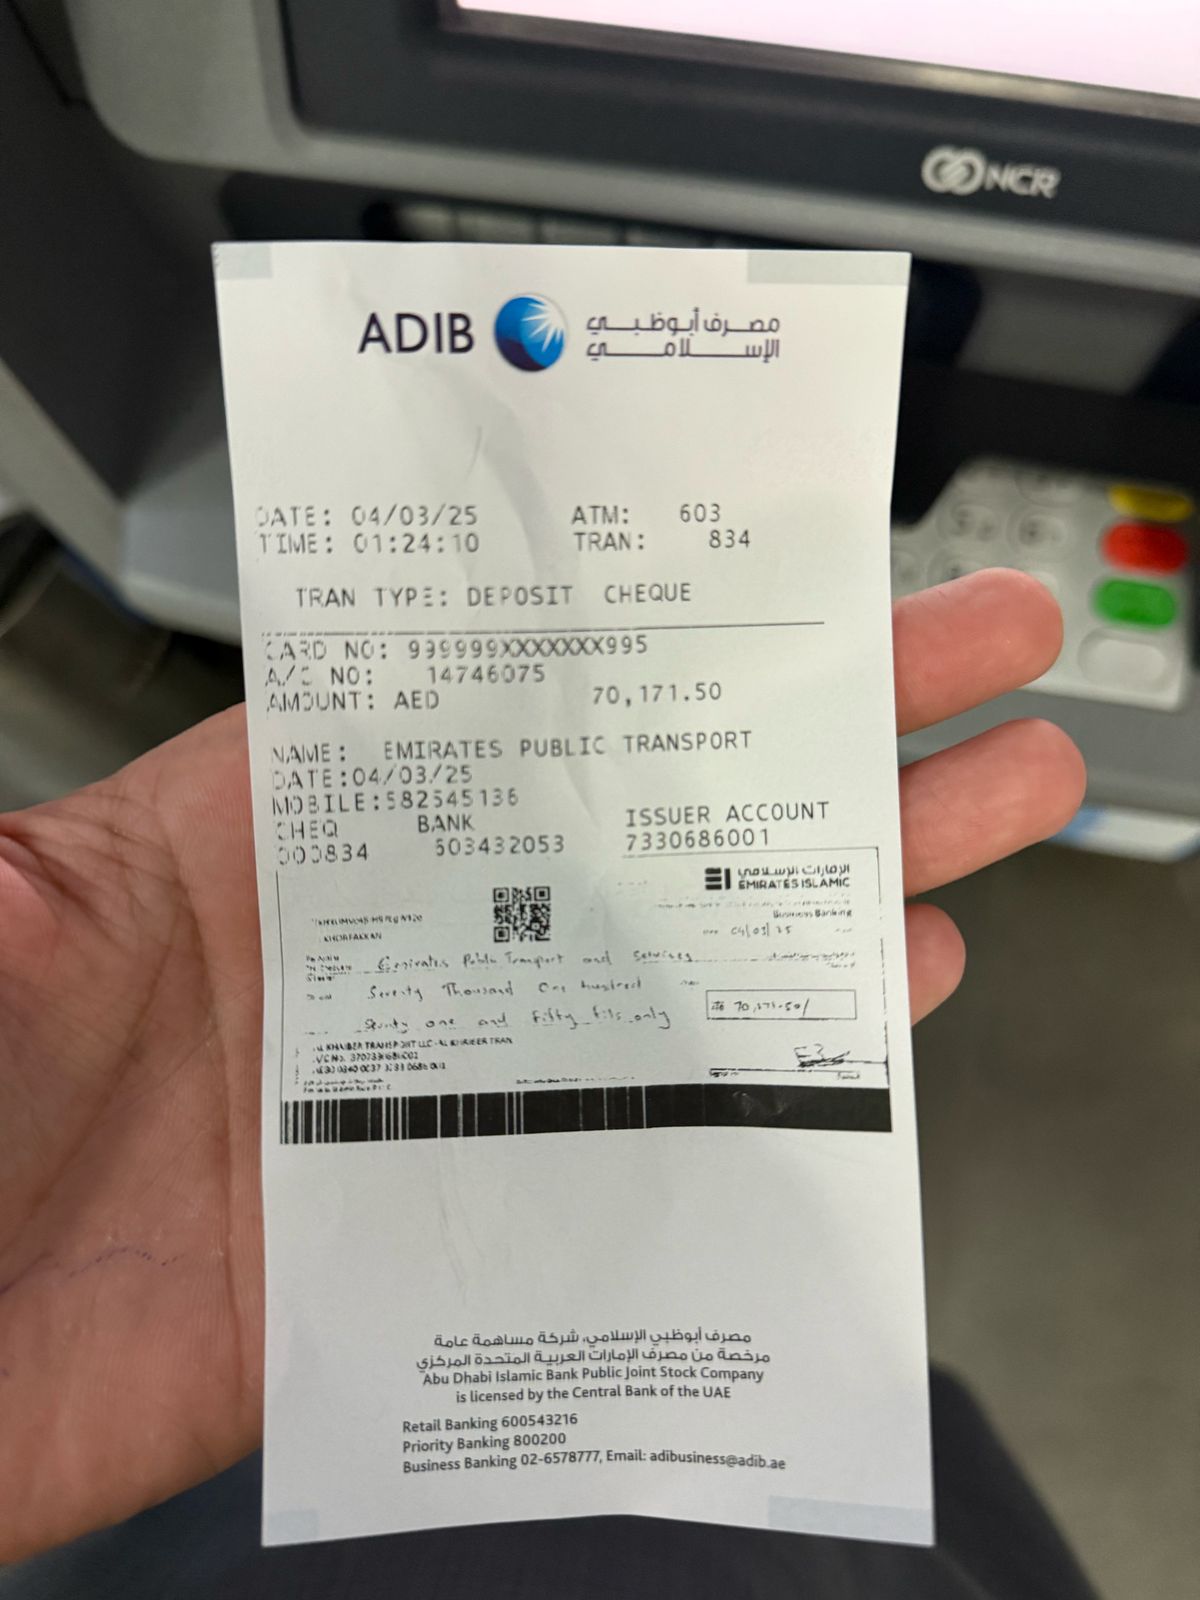 NCR
ADIB مصرف أبوظبي
الإسلامي
DATE: 04/03/25 ATM: 603
TIME: 01:24:10 TRAN: 834
TRAN TYPE: DEPOSIT CHEQUE
CARD NO: 999999XXXXXXX995
A/C NO: 14746075
AMOUNT: AED 70,171.50
NAME: EMIRATES PUBLIC TRANSPORT
DATE:04/03/25
MOBILE:582545136
CHEQ BANK ISSUER ACCOUNT
000834 503432053 7330686001
الإمارات الإسلامي
EMIRATES ISLAMIC
Business Banking
KHORFAKKAN
04/03/25
Emirates Public Transport and Services
Seventy Thousand One hundred
Seventy one and Fifty fils only
70,171.50/
AL KHAIBER TRANSPORT LLC
مصرف أبوظبي الإسلامي، شركة مساهمة عامة
مرخصة من مصرف الإمارات العربية المتحدة المركزي
Abu Dhabi Islamic Bank Public Joint Stock Company
is licensed by the Central Bank of the UAE
Retail Banking 600543216
Priority Banking 800200
Business Banking 02-6578777, Email: adibusiness@adib.ae